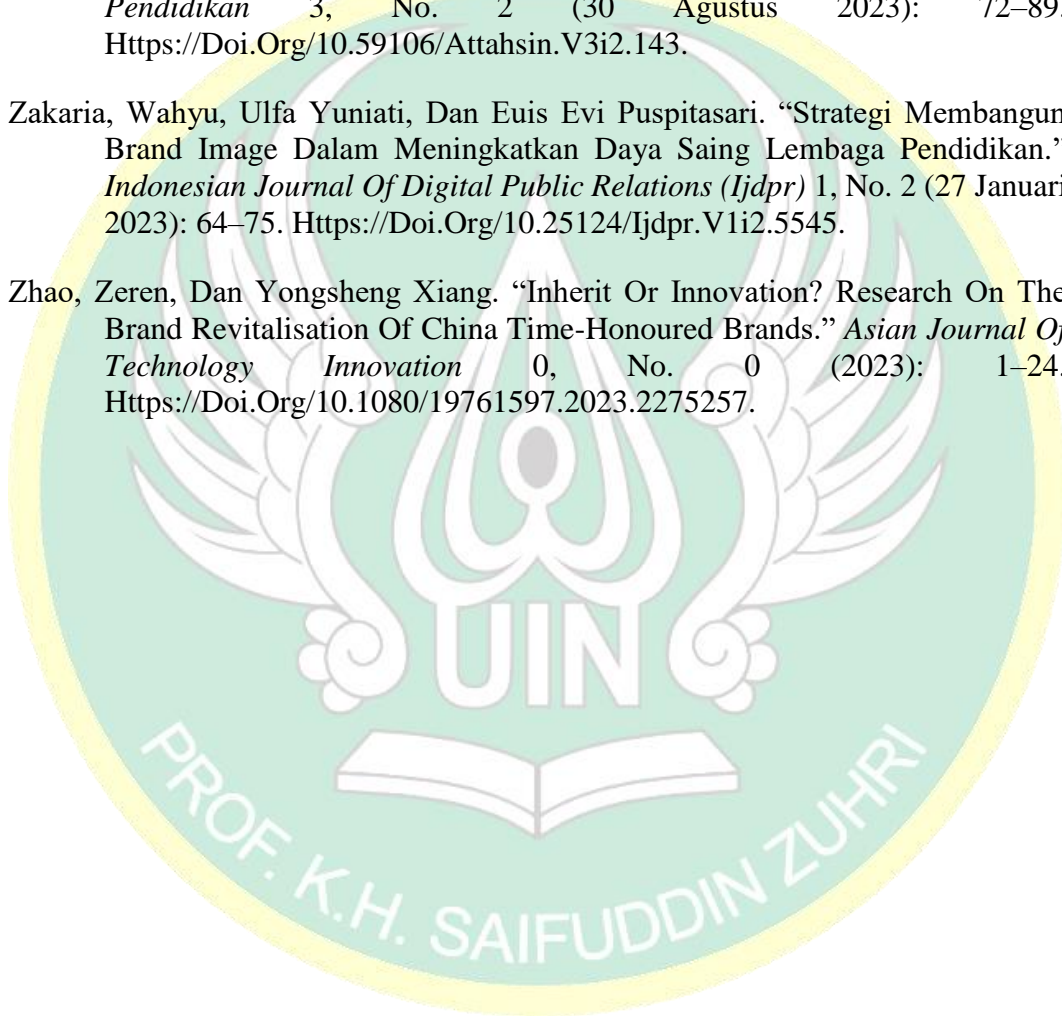 Pendidikan 3, No. 2 (30 Agustus 2023): 72–89.
Https://Doi.Org/10.59106/Attahsin.V3i2.143.
Zakaria, Wahyu, Ulfa Yuniati, Dan Euis Evi Puspitasari. “Strategi Membangun
Brand Image Dalam Meningkatkan Daya Saing Lembaga Pendidikan.”
Indonesian Journal Of Digital Public Relations (Ijdpr) 1, No. 2 (27 Januari
2023): 64–75. Https://Doi.Org/10.25124/Ijdpr.V1i2.5545.
Zhao, Zeren, Dan Yongsheng Xiang. “Inherit Or Innovation? Research On The
Brand Revitalisation Of China Time-Honoured Brands.” Asian Journal Of
Technology Innovation 0, No. 0 (2023): 1–24.
Https://Doi.Org/10.1080/19761597.2023.2275257.
UIN
PROF. K.H. SAIFUDDIN ZUHRI